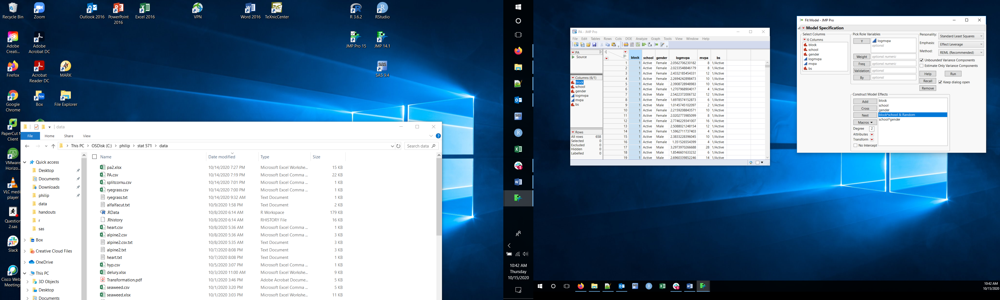 Recycle Bin
Zoom
Outlook 2016
PowerPoint 2016
Excel 2016
VPN
Word 2016
TeXnicCenter
R 3.6.2
RStudio
Adobe Creati...
Adobe Acrobat DC
JMP Pro 15
JMP 14.1
Firefox
Acrobat Reader DC
MARK
SAS 9.4
Google Chrome
Box
File Explorer
PaperCut M
Client
VMware Horizo...
VLC medi
player
Question 2.sas
Slack
Cisco Web
Meetings
data
File Home Share View
This PC > OSDisk (C:) > philip > stat 571 > data
Search data
Quick access
Desktop
Documents
Downloads
philip
data
handouts
r
sas
Box
Creative Cloud Files
OneDrive
This PC
3D Objects
Desktop
Documents
Name Date modified Type Size
pa2.xlsx 10/14/2020 7:27 PM Microsoft Excel Workshe... 15 KB
PA.csv 10/14/2020 7:19 PM Microsoft Excel Comma ... 22 KB
splitcornu.csv 10/14/2020 7:01 PM Microsoft Excel Comma ... 1 KB
ryegrass.csv 10/14/2020 7:00 PM Microsoft Excel Comma ... 1 KB
ryegrass.txt 10/14/2020 9:32 AM Text Document 1 KB
alfalfacut.txt 10/9/2020 1:58 PM Text Document 2 KB
.RData 10/8/2020 6:14 AM R Workspace 179 KB
.Rhistory 10/8/2020 6:14 AM RHISTORY File 16 KB
heart.csv 10/8/2020 5:36 AM Microsoft Excel Comma ... 1 KB
alpine2.csv 10/8/2020 5:36 AM Microsoft Excel Comma ... 3 KB
alpine2.csv.txt 10/8/2020 5:35 AM Text Document 3 KB
alpine2.txt 10/7/2020 8:08 PM Text Document 3 KB
heart.txt 10/7/2020 8:08 PM Text Document 1 KB
hyp.csv 10/5/2020 3:07 PM Microsoft Excel Comma ... 1 KB
delury.xlsx 10/3/2020 11:00 AM Microsoft Excel Workshe... 9 KB
Transformation.pdf 10/1/2020 3:46 PM Adobe Acrobat Docume... 5 KB
seaweed.csv 10/1/2020 3:20 PM Microsoft Excel Comma ... 5 KB
seaweed.xlsx 10/1/2020 3:03 PM Microsoft Excel Workshe... 11 KB
10:42 AM
Thursday
10/15/2020
PA - JMP Pro
File Edit Tables Rows Cols DOE Analyze Graph Tools View Window Help
PA
Source
Columns (6/1)
block
school
gender
logmvpa
mvpa
bs
Rows
All rows 658
Selected 0
Excluded 0
Hidden 0
Labelled 0
block school gender logmvpa mvpa bs
1 1 Active Female 2.0562706230182 8 1/Active
2 1 Active Female 2.0233548846179 8 1/Active
3 1 Active Female 2.4332185454331 12 1/Active
4 1 Active Female 2.2694242898473 10 1/Active
5 1 Active Male 2.3908728948983 10 1/Active
6 1 Active Female 1.2707968904017 4 1/Active
7 1 Active Male 2.5422372006732 12 1/Active
8 1 Active Female 1.6978574152873 6 1/Active
9 1 Active Male 1.0145745102097 2 1/Active
10 1 Active Female 2.2159208843571 10 1/Active
11 1 Active Female 2.0202773985099 8 1/Active
12 1 Active Female 2.7746229341007 16 1/Active
13 1 Active Male 2.5088021248154 12 1/Active
14 1 Active Female 1.5962711737403 4 1/Active
15 1 Active Male 2.3833228396045 10 1/Active
16 1 Active Female 1.351526554399 4 1/Active
17 1 Active Male 3.2973970266688 28 1/Active
18 1 Active Male 1.8546601633232 6 1/Active
19 1 Active Male 2.6960339852246 14 1/Active
Fit Model - JMP Pro
Model Specification
Select Columns
6 Columns
block
school
gender
logmvpa
mvpa
bs
Pick Role Variables
Y logmvpa
optional
Weight optional numeric
Freq optional numeric
Validation optional
By optional
Personality: Standard Least Squares
Emphasis: Effect Leverage
Method: REML (Recommended)
Unbounded Variance Components
Estimate Only Variance Components
Help Run
Recall Keep dialog open
Remove
Construct Model Effects
Add
Cross
Nest
Macros
Degree 2
Attributes
Transform
No Intercept
block
school
gender
block*school & Random
school*gender
10:42 AM
10/15/2020